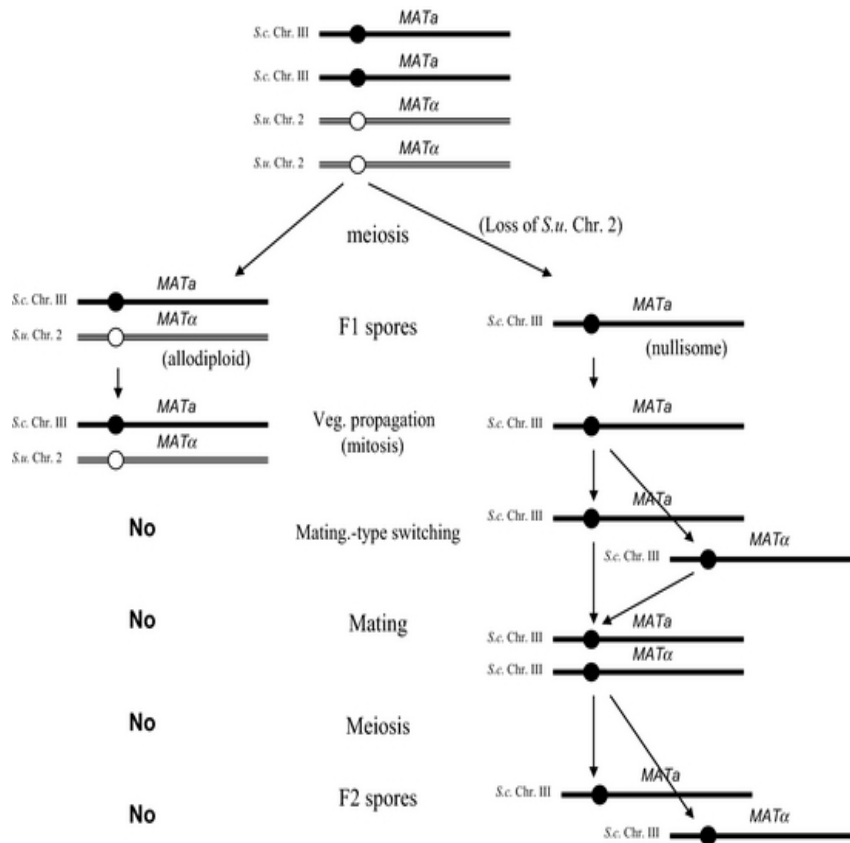 MATa
S.c. Chr. III
MATa
S.c. Chr. III
MATα
S.u. Chr. 2
MATα
S.u. Chr. 2
meiosis
(Loss of S.u. Chr. 2)
MATa
S.c. Chr. III
MATα
S.u. Chr. 2
(allodiploid)
F1 spores
MATa
S.c. Chr. III
(nullisome)
MATa
S.c. Chr. III
MATα
S.u. Chr. 2
Veg. propagation
(mitosis)
MATa
S.c. Chr. III
No
Mating.-type switching
MATa
S.c. Chr. III
MATα
S.c. Chr. III
No
Mating
MATa
S.c. Chr. III
MATα
S.c. Chr. III
No
Meiosis
No
F2 spores
MATa
S.c. Chr. III
MATα
S.c. Chr. III